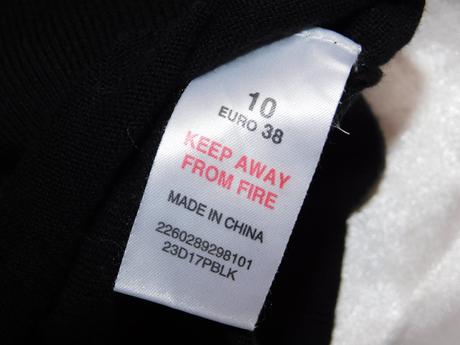 10
EURO 38
KEEP AWAY
FROM FIRE
MADE IN CHINA
2260289298101
23D17PBLK